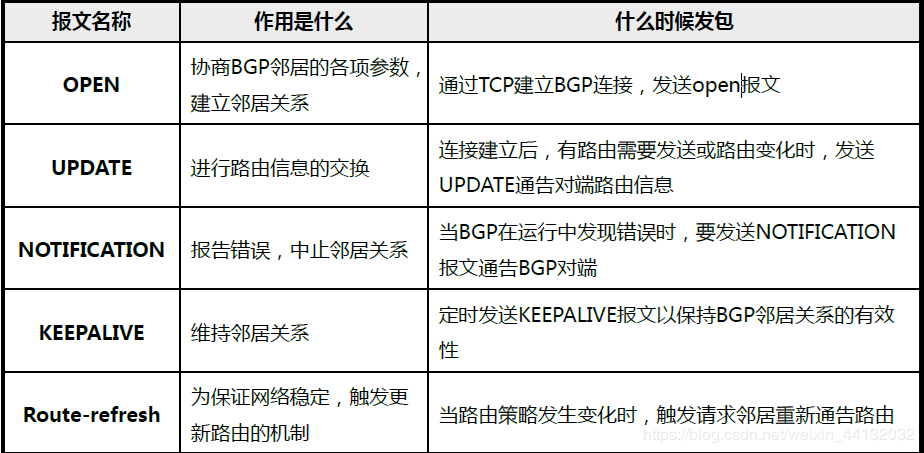 报文名称 作用是什么 什么时候发包
OPEN
协商BGP邻居的各项参数，
建立邻居关系
通过TCP建立BGP连接，发送open报文
UPDATE
进行路由信息的交换
连接建立后，有路由需要发送或路由变化时，发送
UPDATE通告对端路由信息
NOTIFICATION
报告错误，中止邻居关系
当BGP在运行中发现错误时，要发送NOTIFICATION
报文通告BGP对端
KEEPALIVE
维持邻居关系
定时发送KEEPALIVE报文以保持BGP邻居关系的有效
性
Route-refresh
为保证网络稳定，触发更
新路由的机制
当路由策略发生变化时，触发请求邻居重新通告路由
https://blog.csdn.net/weixin_44132032